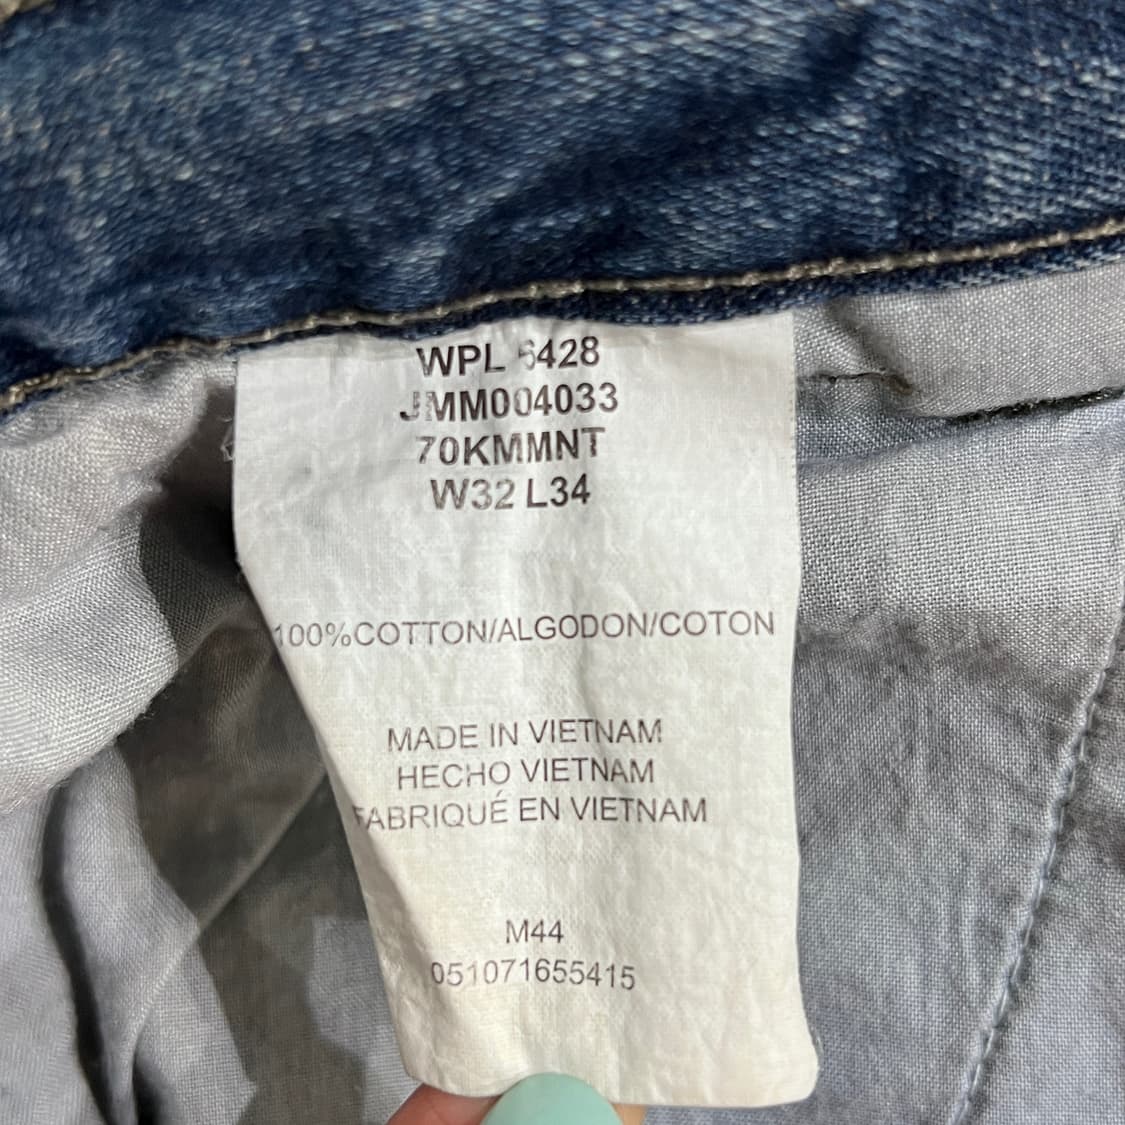 WPL 6428
JMM004033
70KMMNT
W32 L34
100%COTTON/ALGODON/COTON
MADE IN VIETNAM
HECHO VIETNAM
FABRIQUÉ EN VIETNAM
M44
051071655415